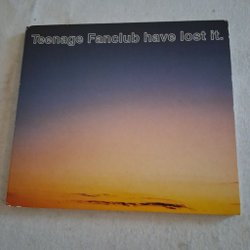 Teenage Fanclub have lost it.